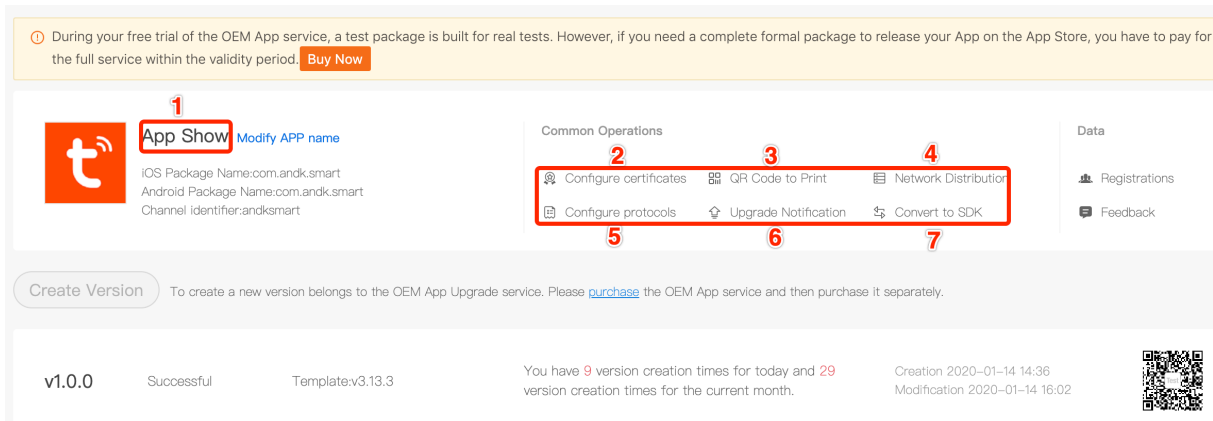 During your free trial of the OEM App service, a test package is built for real tests. However, if you need a complete formal package to release your App on the App Store, you have to pay for
the full service within the validity period. Buy Now
1
App Show Modify APP name
iOS Package Name:com.andk.smart
Android Package Name:com.andk.smart
Channel identifier:andksmart
Common Operations
2 3 4
Configure certificates QR Code to Print Network Distribution
Configure protocols Upgrade Notification Convert to SDK
5 6 7
Data
Registrations
Feedback
Create Version To create a new version belongs to the OEM App Upgrade service. Please purchase the OEM App service and then purchase it separately.
v1.0.0 Successful Template:v3.13.3
You have 9 version creation times for today and 29
version creation times for the current month.
Creation 2020-01-14 14:36
Modification 2020-01-14 16:02